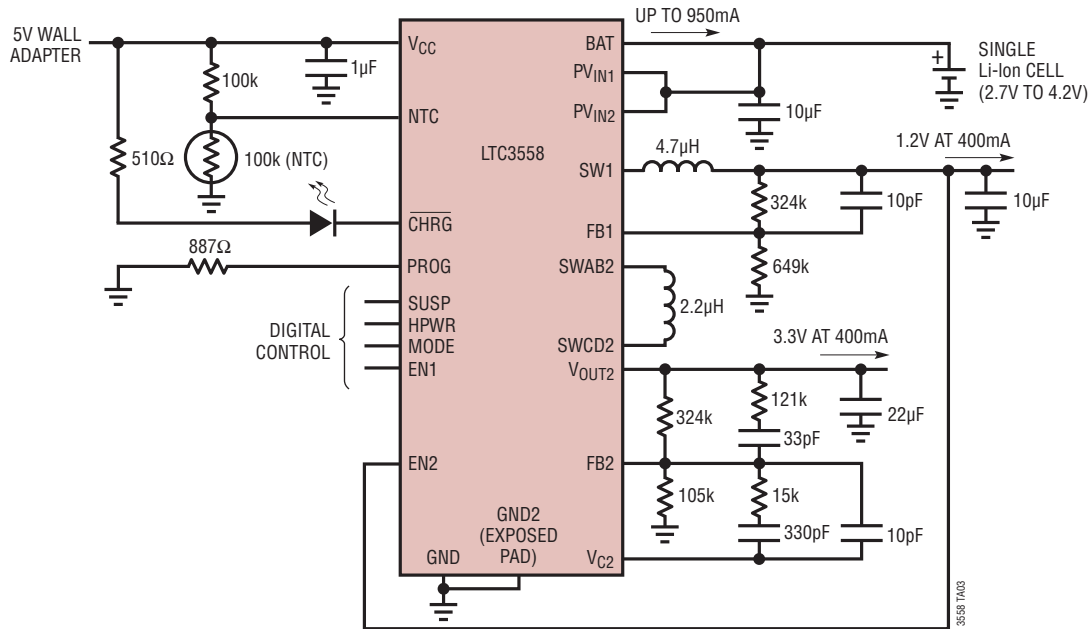 UP TO 950mA
5V WALL
ADAPTER
VCC
BAT
SINGLE
Li-Ion CELL
(2.7V TO 4.2V)
+
100k
1µF
PVIN1
PVIN2
10µF
NTC
510Ω
100k (NTC)
LTC3558
4.7µH
1.2V AT 400mA
SW1
324k
10pF
10µF
CHRG
FB1
887Ω
649k
PROG
SWAB2
2.2µH
DIGITAL
CONTROL
SUSP
HPWR
MODE
EN1
SWCD2
3.3V AT 400mA
VOUT2
324k
121k
22µF
33pF
EN2
FB2
105k
15k
330pF
10pF
GND2
(EXPOSED
PAD)
GND
VC2
3558 TA03